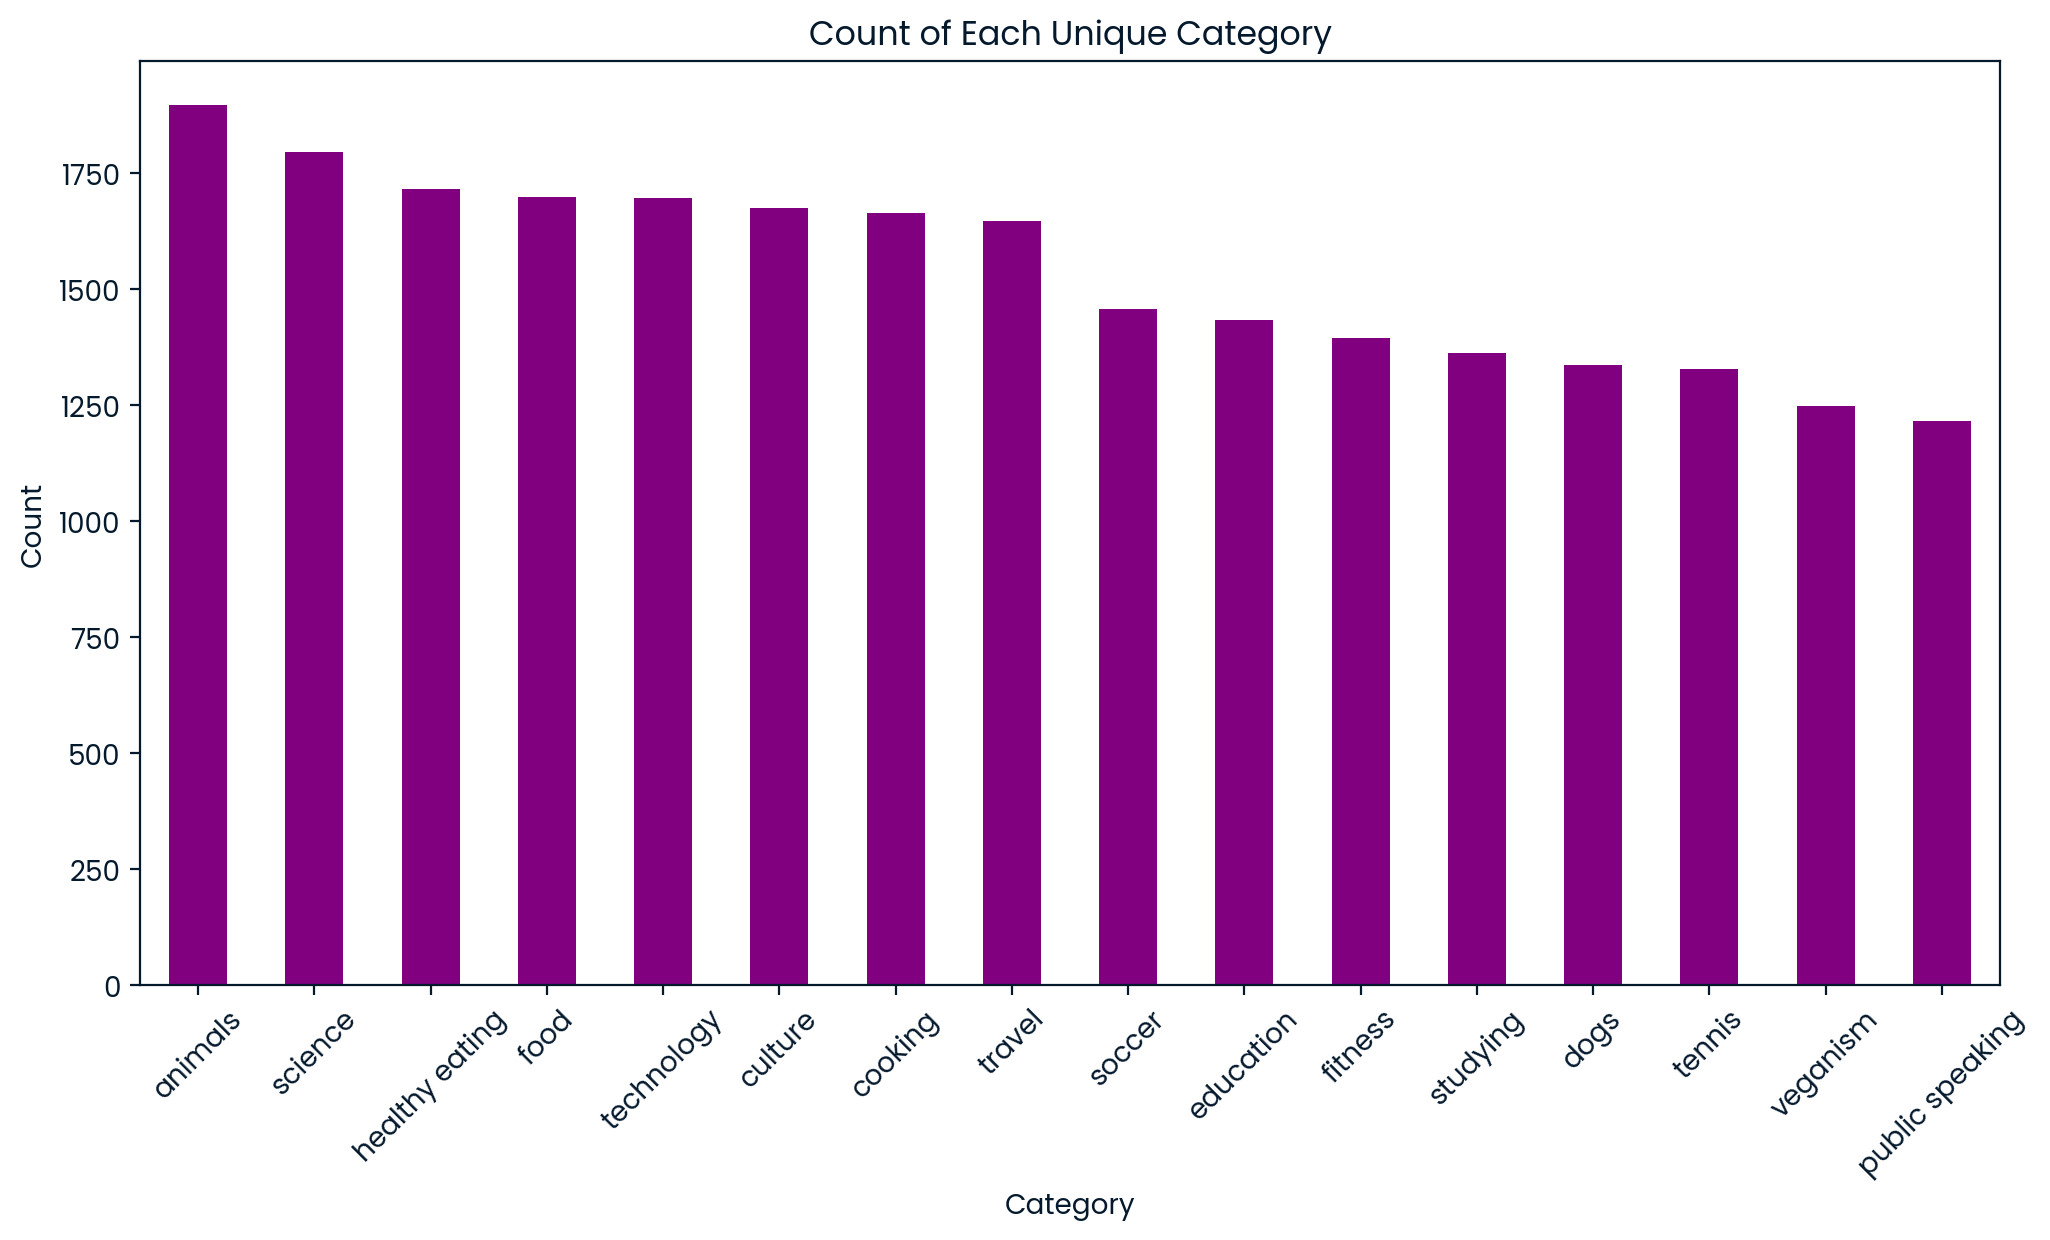 Count of Each Unique Category
Count
1750
1500
1250
1000
750
500
250
0
animals
science
healthy eating
food
technology
culture
cooking
travel
soccer
education
fitness
studying
dogs
tennis
veganism
public speaking
Category